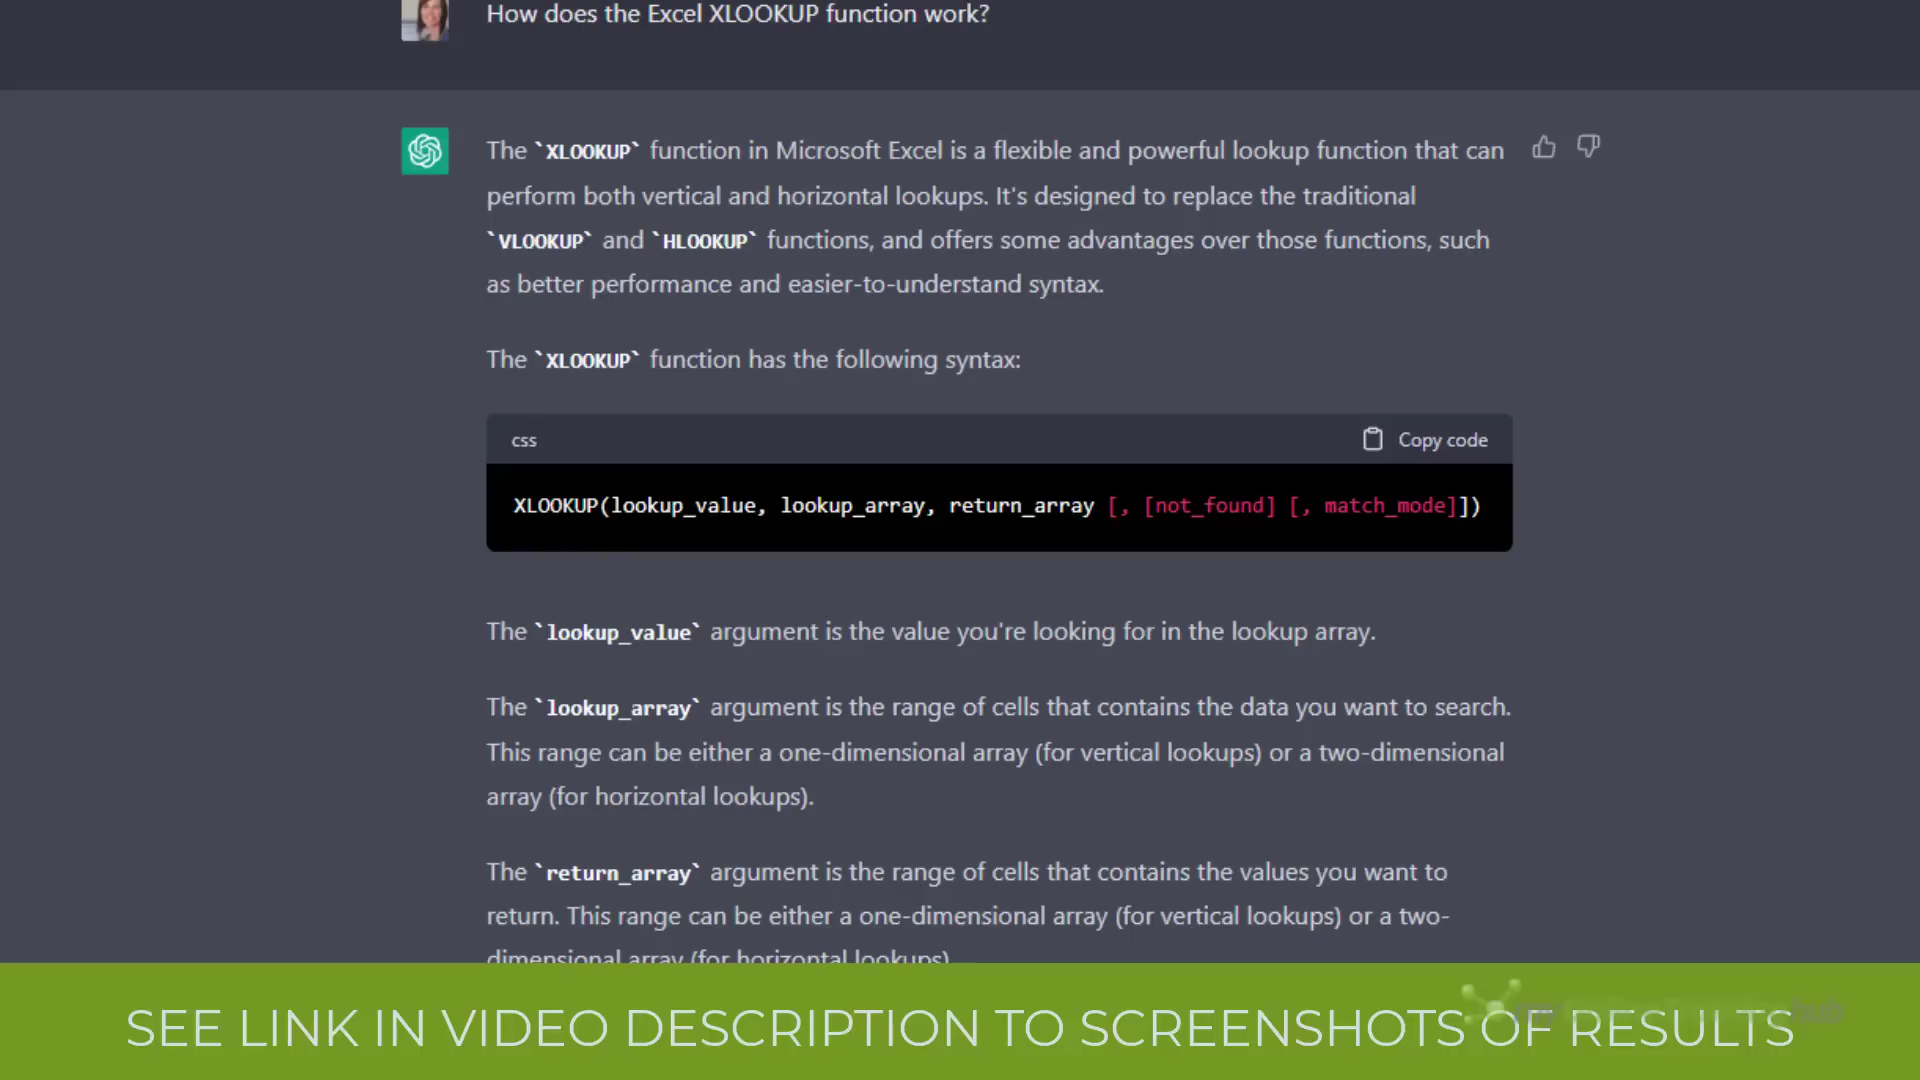 How does the Excel XLOOKUP function work?
The `XLOOKUP` function in Microsoft Excel is a flexible and powerful lookup function that can
perform both vertical and horizontal lookups. It's designed to replace the traditional
`VLOOKUP` and `HLOOKUP` functions, and offers some advantages over those functions, such
as better performance and easier-to-understand syntax.
The `XLOOKUP` function has the following syntax:
css
Copy code
XLOOKUP(lookup_value, lookup_array, return_array [, [not_found] [, match_mode]])
The `lookup_value` argument is the value you're looking for in the lookup array.
The `lookup_array` argument is the range of cells that contains the data you want to search.
This range can be either a one-dimensional array (for vertical lookups) or a two-dimensional
array (for horizontal lookups).
The `return_array` argument is the range of cells that contains the values you want to
return. This range can be either a one-dimensional array (for vertical lookups) or a two-
dimensional array (for horizontal lookups).
SEE LINK IN VIDEO DESCRIPTION TO SCREENSHOTS OF RESULTS